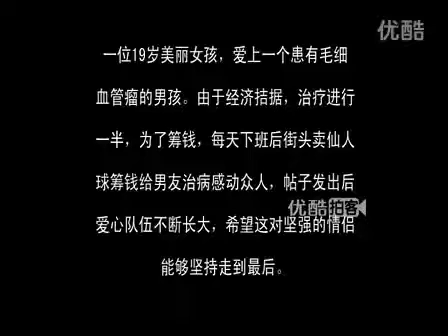 优酷
一位19岁美丽女孩，爱上一个患有毛细
血管瘤的男孩。由于经济拮据，治疗进行
一半，为了筹钱，每天下班后街头卖仙人
球筹钱给男友治病感动众人，帖子发出后
优酷拍客
爱心队伍不断长大，希望这对坚强的情侣
能够坚持走到最后。